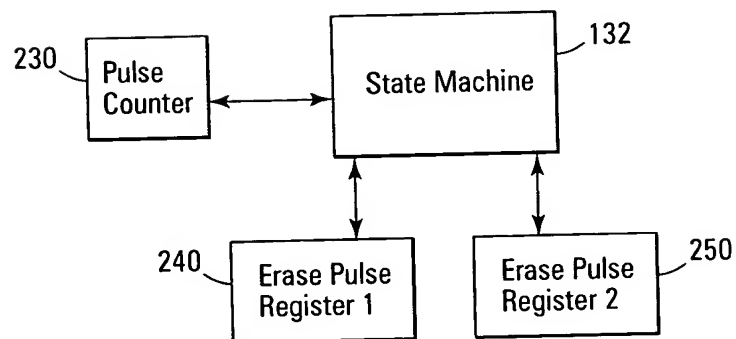 230
Pulse
Counter
State Machine
132
240
Erase Pulse
Register 1
Erase Pulse
Register 2
250